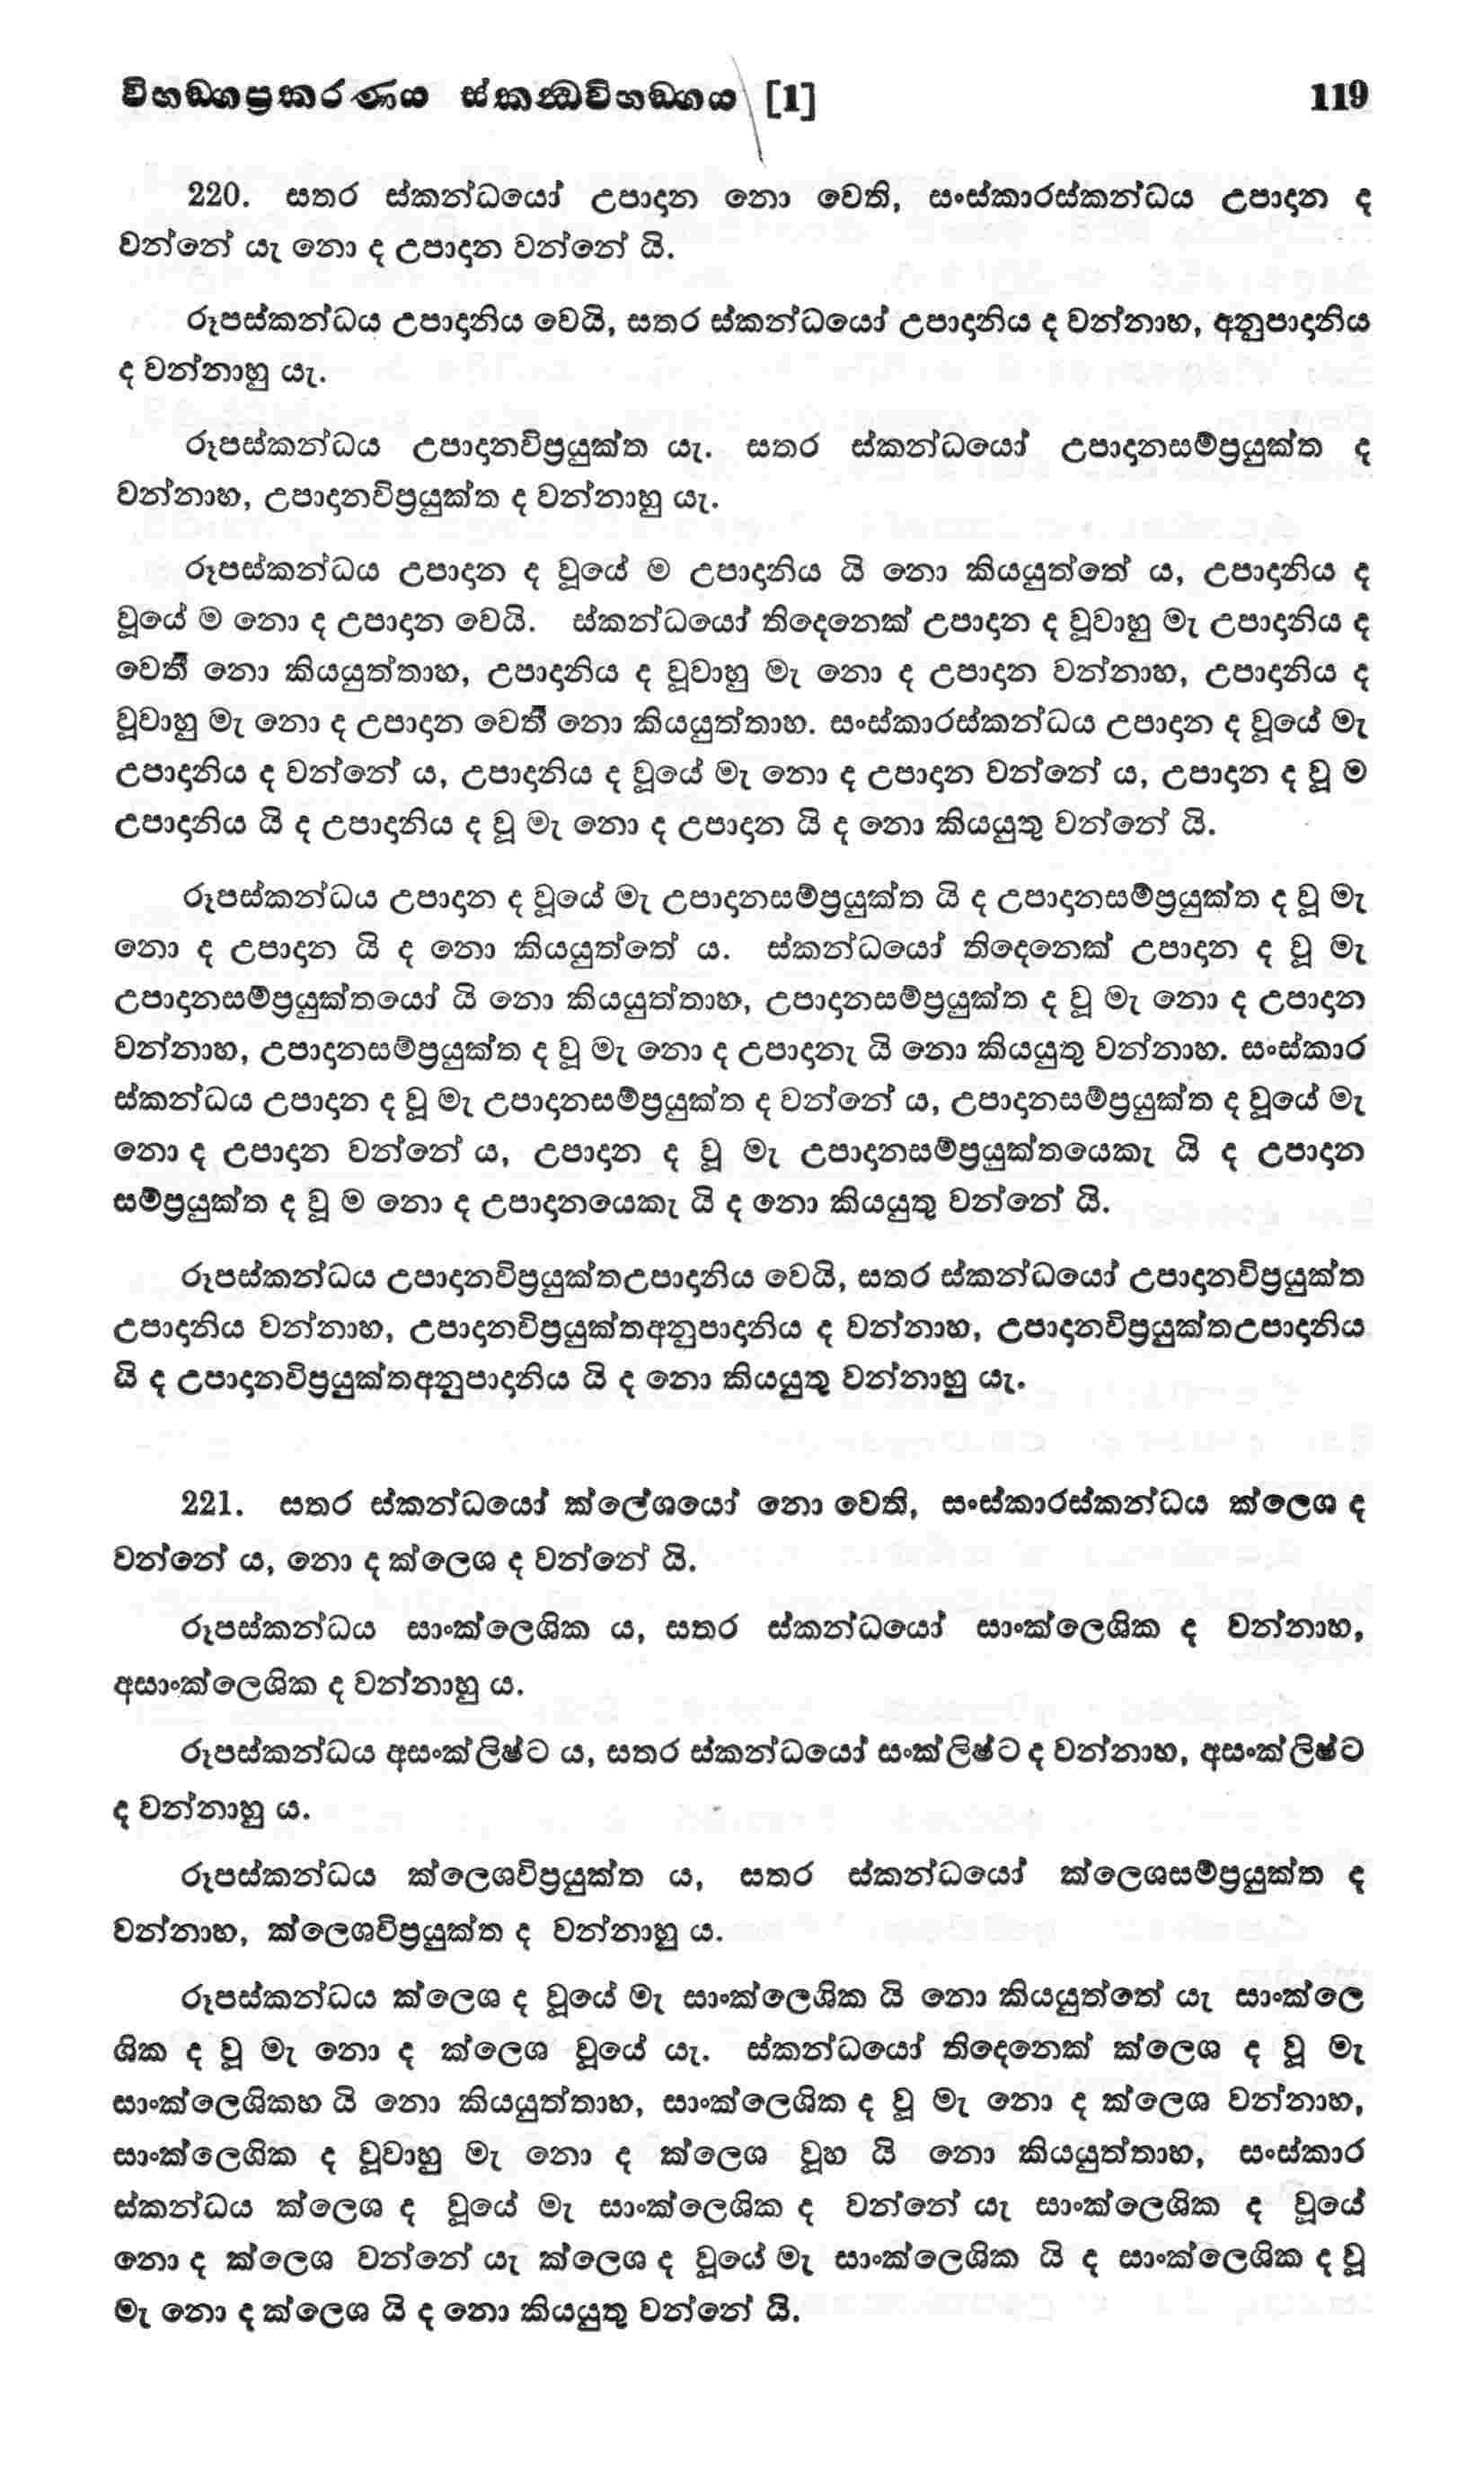 විභඞ්ගප්‍රකරණය ස්කන්‍ධවිභඞ්ගය [1] 119
220. සතර ස්කන්ධයෝ උපාදාන නො වෙති, සංස්කාරස්කන්ධය උපාදාන ද
වන්නේ යැ නො ද උපාදාන වන්නේ යි.
රූපස්කන්ධය උපාදානිය වෙයි, සතර ස්කන්ධයෝ උපාදානිය ද වන්නාහ, අනුපාදානිය
ද වන්නාහු යැ.
රූපස්කන්ධය උපාදානවිප්‍රයුක්ත යැ. සතර ස්කන්ධයෝ උපාදානසම්ප්‍රයුක්ත ද
වන්නාහ, උපාදානවිප්‍රයුක්ත ද වන්නාහු යැ.
රූපස්කන්ධය උපාදාන ද වූයේ ම උපාදානිය යි නො කියයුත්තේ ය, උපාදානිය ද
වූයේ ම නො ද උපාදාන වෙයි. ස්කන්ධයෝ තිදෙනෙක් උපාදාන ද වූවාහු මැ උපාදානිය ද
වෙතී නො කියයුත්තාහ, උපාදානිය ද වූවාහු මැ නො ද උපාදාන වන්නාහ, උපාදානිය ද
වූවාහු මැ නො ද උපාදාන වෙතී නො කියයුත්තාහ. සංස්කාරස්කන්ධය උපාදාන ද වූයේ මැ
උපාදානිය ද වන්නේ ය, උපාදානිය ද වූයේ මැ නො ද උපාදාන වන්නේ ය, උපාදාන ද වූ ම
උපාදානිය යි ද උපාදානිය ද වූ මැ නො ද උපාදාන යි ද නො කියයුතු වන්නේ යි.
රූපස්කන්ධය උපාදාන ද වූයේ මැ උපාදානසම්ප්‍රයුක්ත යි ද උපාදානසම්ප්‍රයුක්ත ද වූ මැ
නො ද උපාදාන යි ද නො කියයුත්තේ ය. ස්කන්ධයෝ තිදෙනෙක් උපාදාන ද වූ මැ
උපාදානසම්ප්‍රයුක්තයෝ යි නො කියයුත්තාහ, උපාදානසම්ප්‍රයුක්ත ද වූ මැ නො ද උපාදාන
වන්නාහ, උපාදානසම්ප්‍රයුක්ත ද වූ මැ නො ද උපාදානැ යි නො කියයුතු වන්නාහ. සංස්කාර
ස්කන්ධය උපාදාන ද වූ මැ උපාදානසම්ප්‍රයුක්ත ද වන්නේ ය, උපාදානසම්ප්‍රයුක්ත ද වූයේ මැ
නො ද උපාදාන වන්නේ ය, උපාදාන ද වූ මැ උපාදානසම්ප්‍රයුක්තයෙකැ යි ද උපාදාන
සම්ප්‍රයුක්ත ද වූ ම නො ද උපාදානයෙකැ යි ද නො කියයුතු වන්නේ යි.
රූපස්කන්ධය උපාදානවිප්‍රයුක්තඋපාදානිය වෙයි, සතර ස්කන්ධයෝ උපාදානවිප්‍රයුක්ත
උපාදානිය වන්නාහ, උපාදානවිප්‍රයුක්තඅනුපාදානිය ද වන්නාහ, උපාදානවිප්‍රයුක්තඋපාදානිය
යි ද උපාදානවිප්‍රයුක්තඅනුපාදානිය යි ද නො කියයුතු වන්නාහු යැ.
221. සතර ස්කන්ධයෝ ක්ලේශයෝ නො වෙති, සංස්කාරස්කන්ධය ක්ලෙශ ද
වන්නේ ය, නො ද ක්ලෙශ ද වන්නේ යි.
රූපස්කන්ධය සාංක්ලෙශික ය, සතර ස්කන්ධයෝ සාංක්ලෙශික ද වන්නාහ,
අසාංක්ලෙශික ද වන්නාහු ය.
රූපස්කන්ධය අසංක්ලිෂ්ට ය, සතර ස්කන්ධයෝ සංක්ලිෂ්ට ද වන්නාහ, අසංක්ලිෂ්ට
ද වන්නාහු ය.
රූපස්කන්ධය ක්ලෙශවිප්‍රයුක්ත ය, සතර ස්කන්ධයෝ ක්ලෙශසම්ප්‍රයුක්ත ද
වන්නාහ, ක්ලෙශවිප්‍රයුක්ත ද වන්නාහු ය.
රූපස්කන්ධය ක්ලෙශ ද වූයේ මැ සාංක්ලෙශික යි නො කියයුත්තේ යැ සාංක්ලෙ
ශික ද වූ මැ නො ද ක්ලෙශ වූයේ යැ. ස්කන්ධයෝ තිදෙනෙක් ක්ලෙශ ද වූ මැ
සාංක්ලෙශිකහ යි නො කියයුත්තාහ, සාංක්ලෙශික ද වූ මැ නො ද ක්ලෙශ වන්නාහ,
සාංක්ලෙශික ද වූවාහු මැ නො ද ක්ලෙශ වූහ යි නො කියයුත්තාහ, සංස්කාර
ස්කන්ධය ක්ලෙශ ද වූයේ මැ සාංක්ලෙශික ද වන්නේ යැ සාංක්ලෙශික ද වූයේ
නො ද ක්ලෙශ වන්නේ යැ ක්ලෙශ ද වූයේ මැ සාංක්ලෙශික යි ද සාංක්ලෙශික ද වූ
මැ නො ද ක්ලෙශ යි ද නො කියයුතු වන්නේ යි.